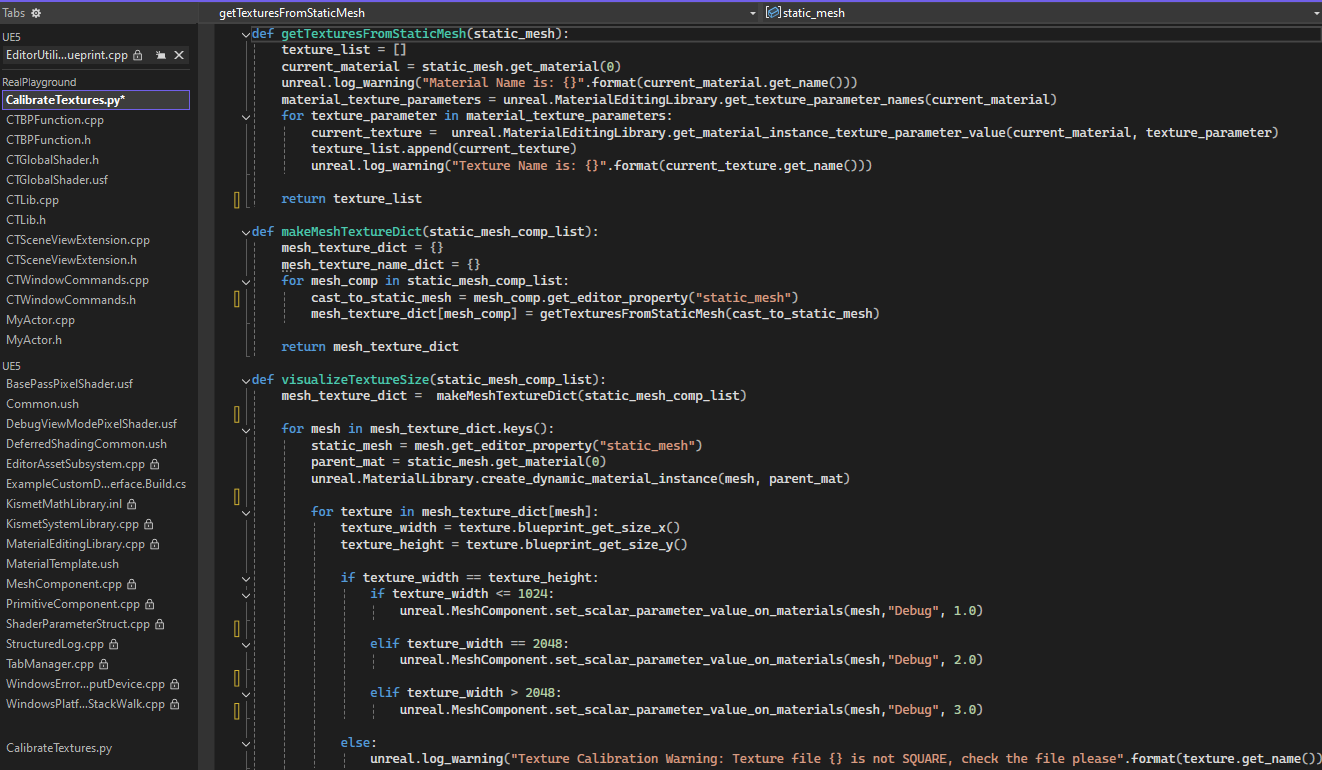 Tabs
UE5
EditorUtili...ueprint.cpp
RealPlayground
CalibrateTextures.py*
CTBPFunction.cpp
CTBPFunction.h
CTGlobalShader.h
CTGlobalShader.usf
CTLib.cpp
CTLib.h
CTSceneViewExtension.cpp
CTSceneViewExtension.h
CTWindowCommands.cpp
CTWindowCommands.h
MyActor.cpp
MyActor.h
UE5
BasePassPixelShader.usf
Common.ush
DebugViewModePixelShader.usf
DeferredShadingCommon.ush
EditorAssetSubsystem.cpp
ExampleCustomD...erface.Build.cs
KismetMathLibrary.inl
KismetSystemLibrary.cpp
MaterialEditingLibrary.cpp
MaterialTemplate.ush
MeshComponent.cpp
PrimitiveComponent.cpp
ShaderParameterStruct.cpp
StructuredLog.cpp
TabManager.cpp
WindowsError...putDevice.cpp
WindowsPlatf...StackWalk.cpp
CalibrateTextures.py
getTexturesFromStaticMesh
static_mesh
def getTexturesFromStaticMesh(static_mesh):
    texture_list = []
    current_material = static_mesh.get_material(0)
    unreal.log_warning("Material Name is: {}".format(current_material.get_name()))
    material_texture_parameters = unreal.MaterialEditingLibrary.get_texture_parameter_names(current_material)
    for texture_parameter in material_texture_parameters:
        current_texture =  unreal.MaterialEditingLibrary.get_material_instance_texture_parameter_value(current_material, texture_parameter)
        texture_list.append(current_texture)
        unreal.log_warning("Texture Name is: {}".format(current_texture.get_name()))
    return texture_list
def makeMeshTextureDict(static_mesh_comp_list):
    mesh_texture_dict = {}
    mesh_texture_name_dict = {}
    for mesh_comp in static_mesh_comp_list:
        cast_to_static_mesh = mesh_comp.get_editor_property("static_mesh")
        mesh_texture_dict[mesh_comp] = getTexturesFromStaticMesh(cast_to_static_mesh)
    return mesh_texture_dict
def visualizeTextureSize(static_mesh_comp_list):
    mesh_texture_dict =  makeMeshTextureDict(static_mesh_comp_list)
    for mesh in mesh_texture_dict.keys():
        static_mesh = mesh.get_editor_property("static_mesh")
        parent_mat = static_mesh.get_material(0)
        unreal.MaterialLibrary.create_dynamic_material_instance(mesh, parent_mat)
        for texture in mesh_texture_dict[mesh]:
            texture_width = texture.blueprint_get_size_x()
            texture_height = texture.blueprint_get_size_y()
            if texture_width == texture_height:
                if texture_width <= 1024:
                    unreal.MeshComponent.set_scalar_parameter_value_on_materials(mesh,"Debug", 1.0)
                elif texture_width == 2048:
                    unreal.MeshComponent.set_scalar_parameter_value_on_materials(mesh,"Debug", 2.0)
                elif texture_width > 2048:
                    unreal.MeshComponent.set_scalar_parameter_value_on_materials(mesh,"Debug", 3.0)
            else:
                unreal.log_warning("Texture Calibration Warning: Texture file {} is not SQUARE, check the file please".format(texture.get_name())